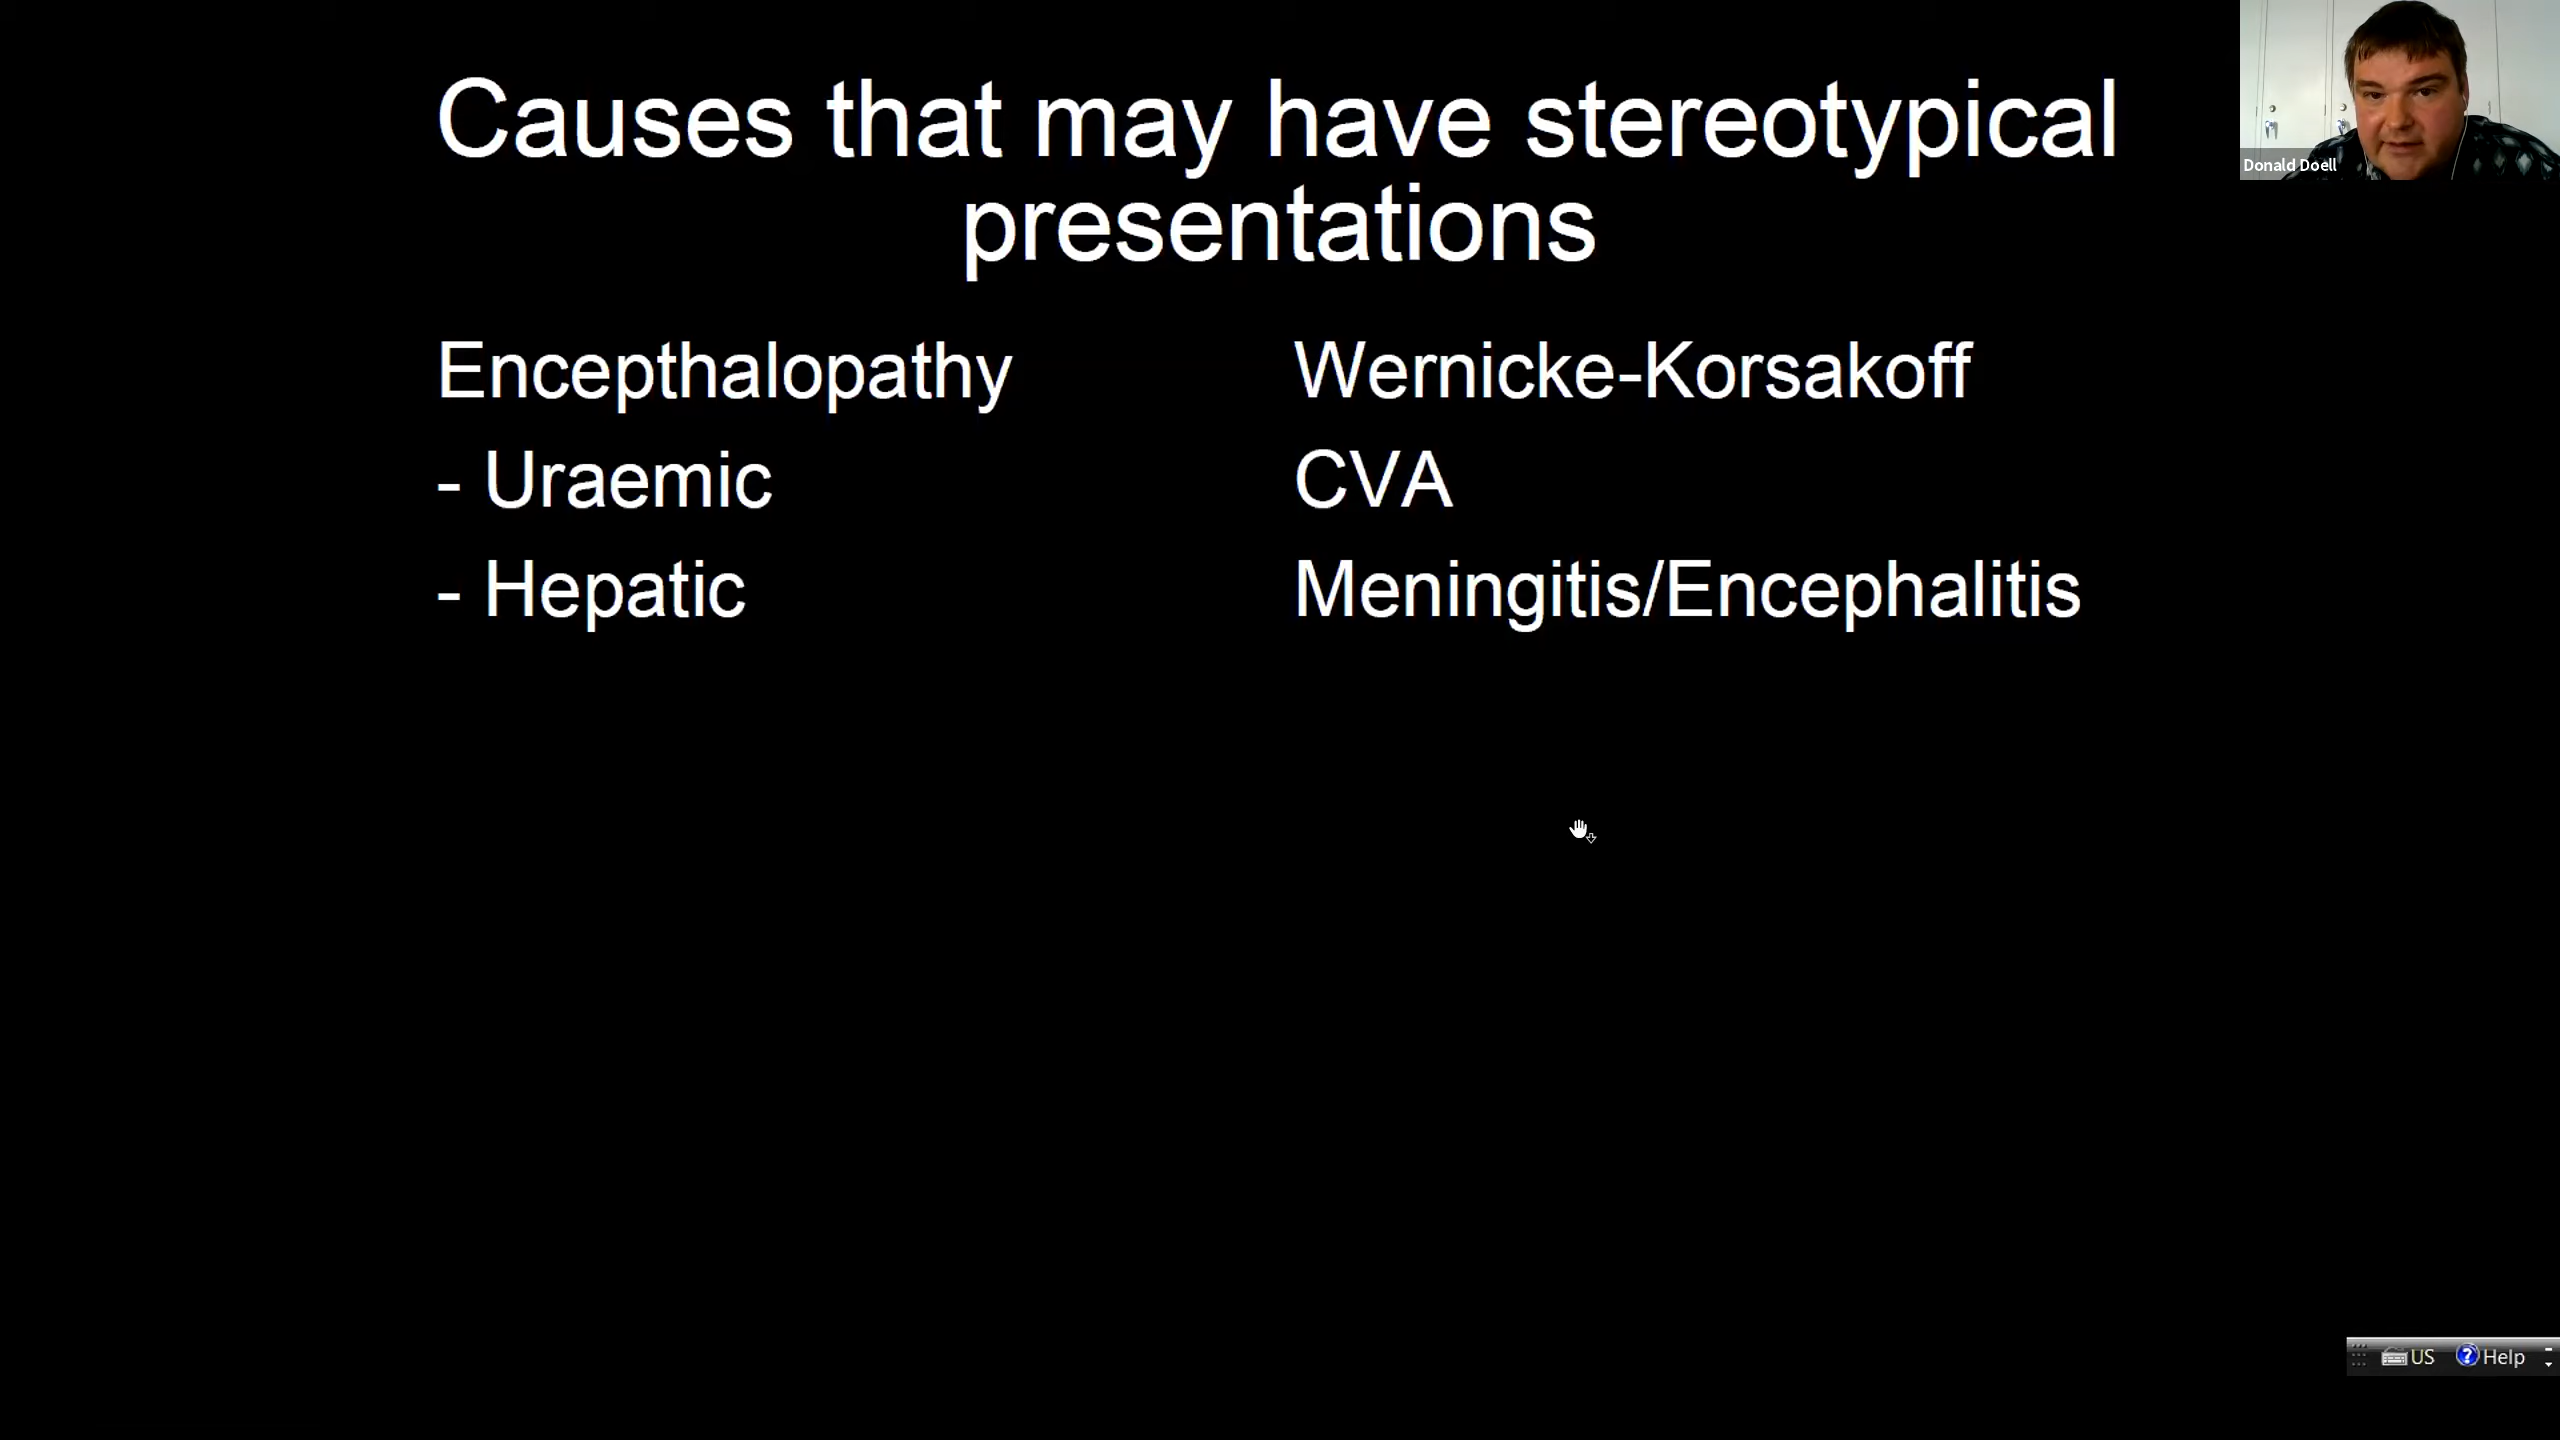 Causes that may have stereotypical
presentations
Donald Doell
Encepthalopathy
- Uraemic
- Hepatic
Wernicke-Korsakoff
CVA
Meningitis/Encephalitis
US
? Help